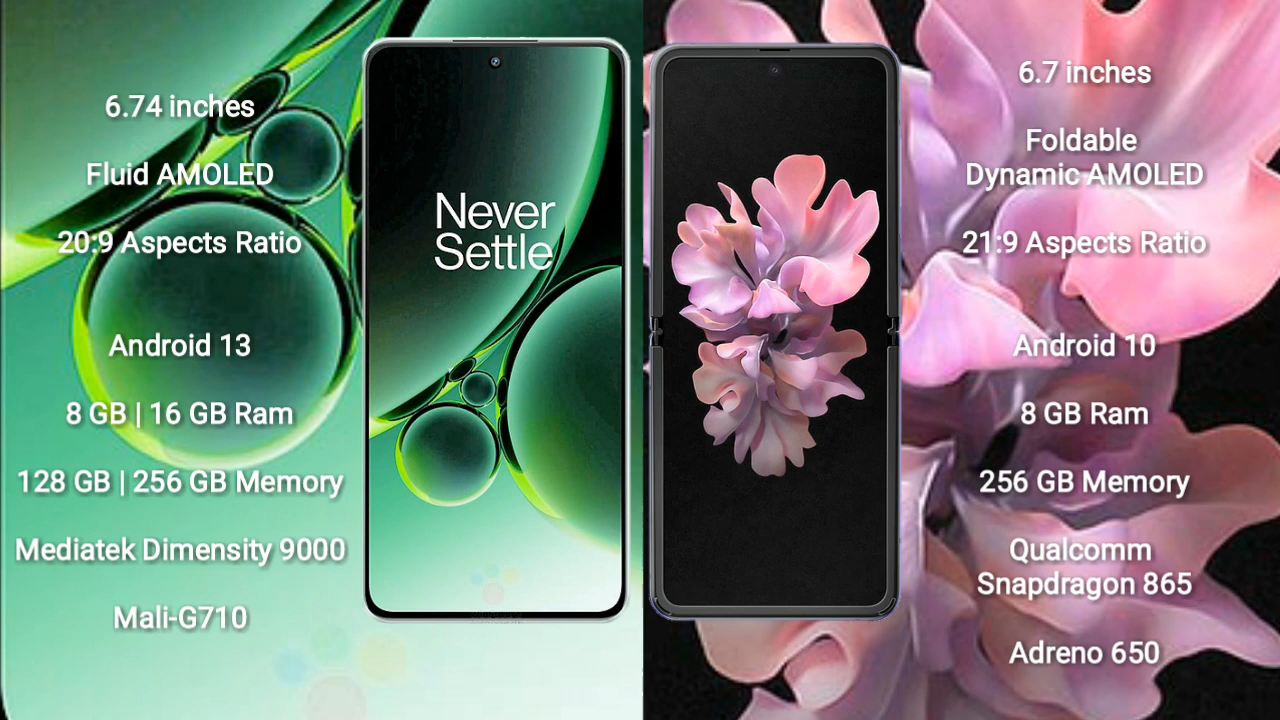 6.74 inches
Fluid AMOLED
20:9 Aspects Ratio
Android 13
8 GB | 16 GB Ram
128 GB | 256 GB Memory
Mediatek Dimensity 9000
Mali-G710
Never
Settle
6.7 inches
Foldable
Dynamic AMOLED
21:9 Aspects Ratio
Android 10
8 GB Ram
256 GB Memory
Qualcomm
Snapdragon 865
Adreno 650